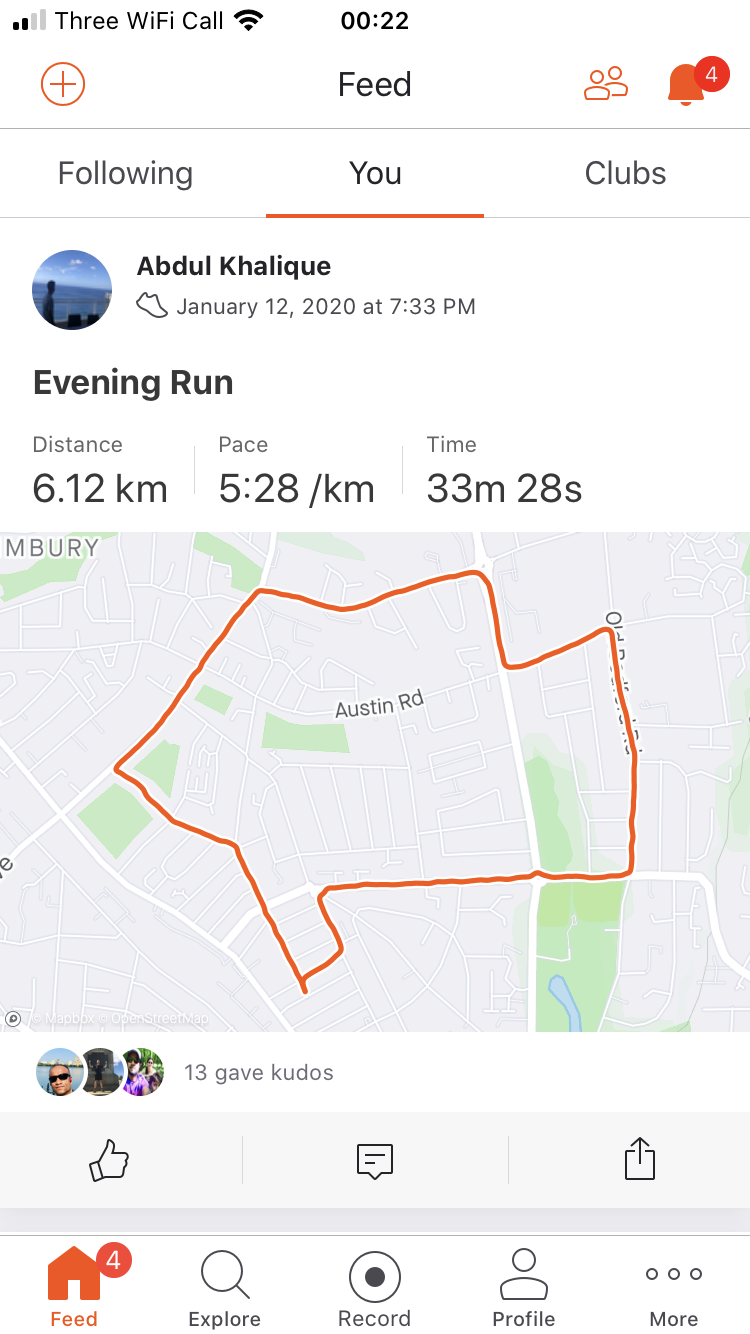 Three WiFi Call 00:22
Feed
4
Following You Clubs
Abdul Khalique
January 12, 2020 at 7:33 PM
Evening Run
Distance Pace Time
6.12 km 5:28 /km 33m 28s
MBURY
Austin Rd
© Mapbox © OpenStreetMap
13 gave kudos
4
Feed Explore Record Profile More